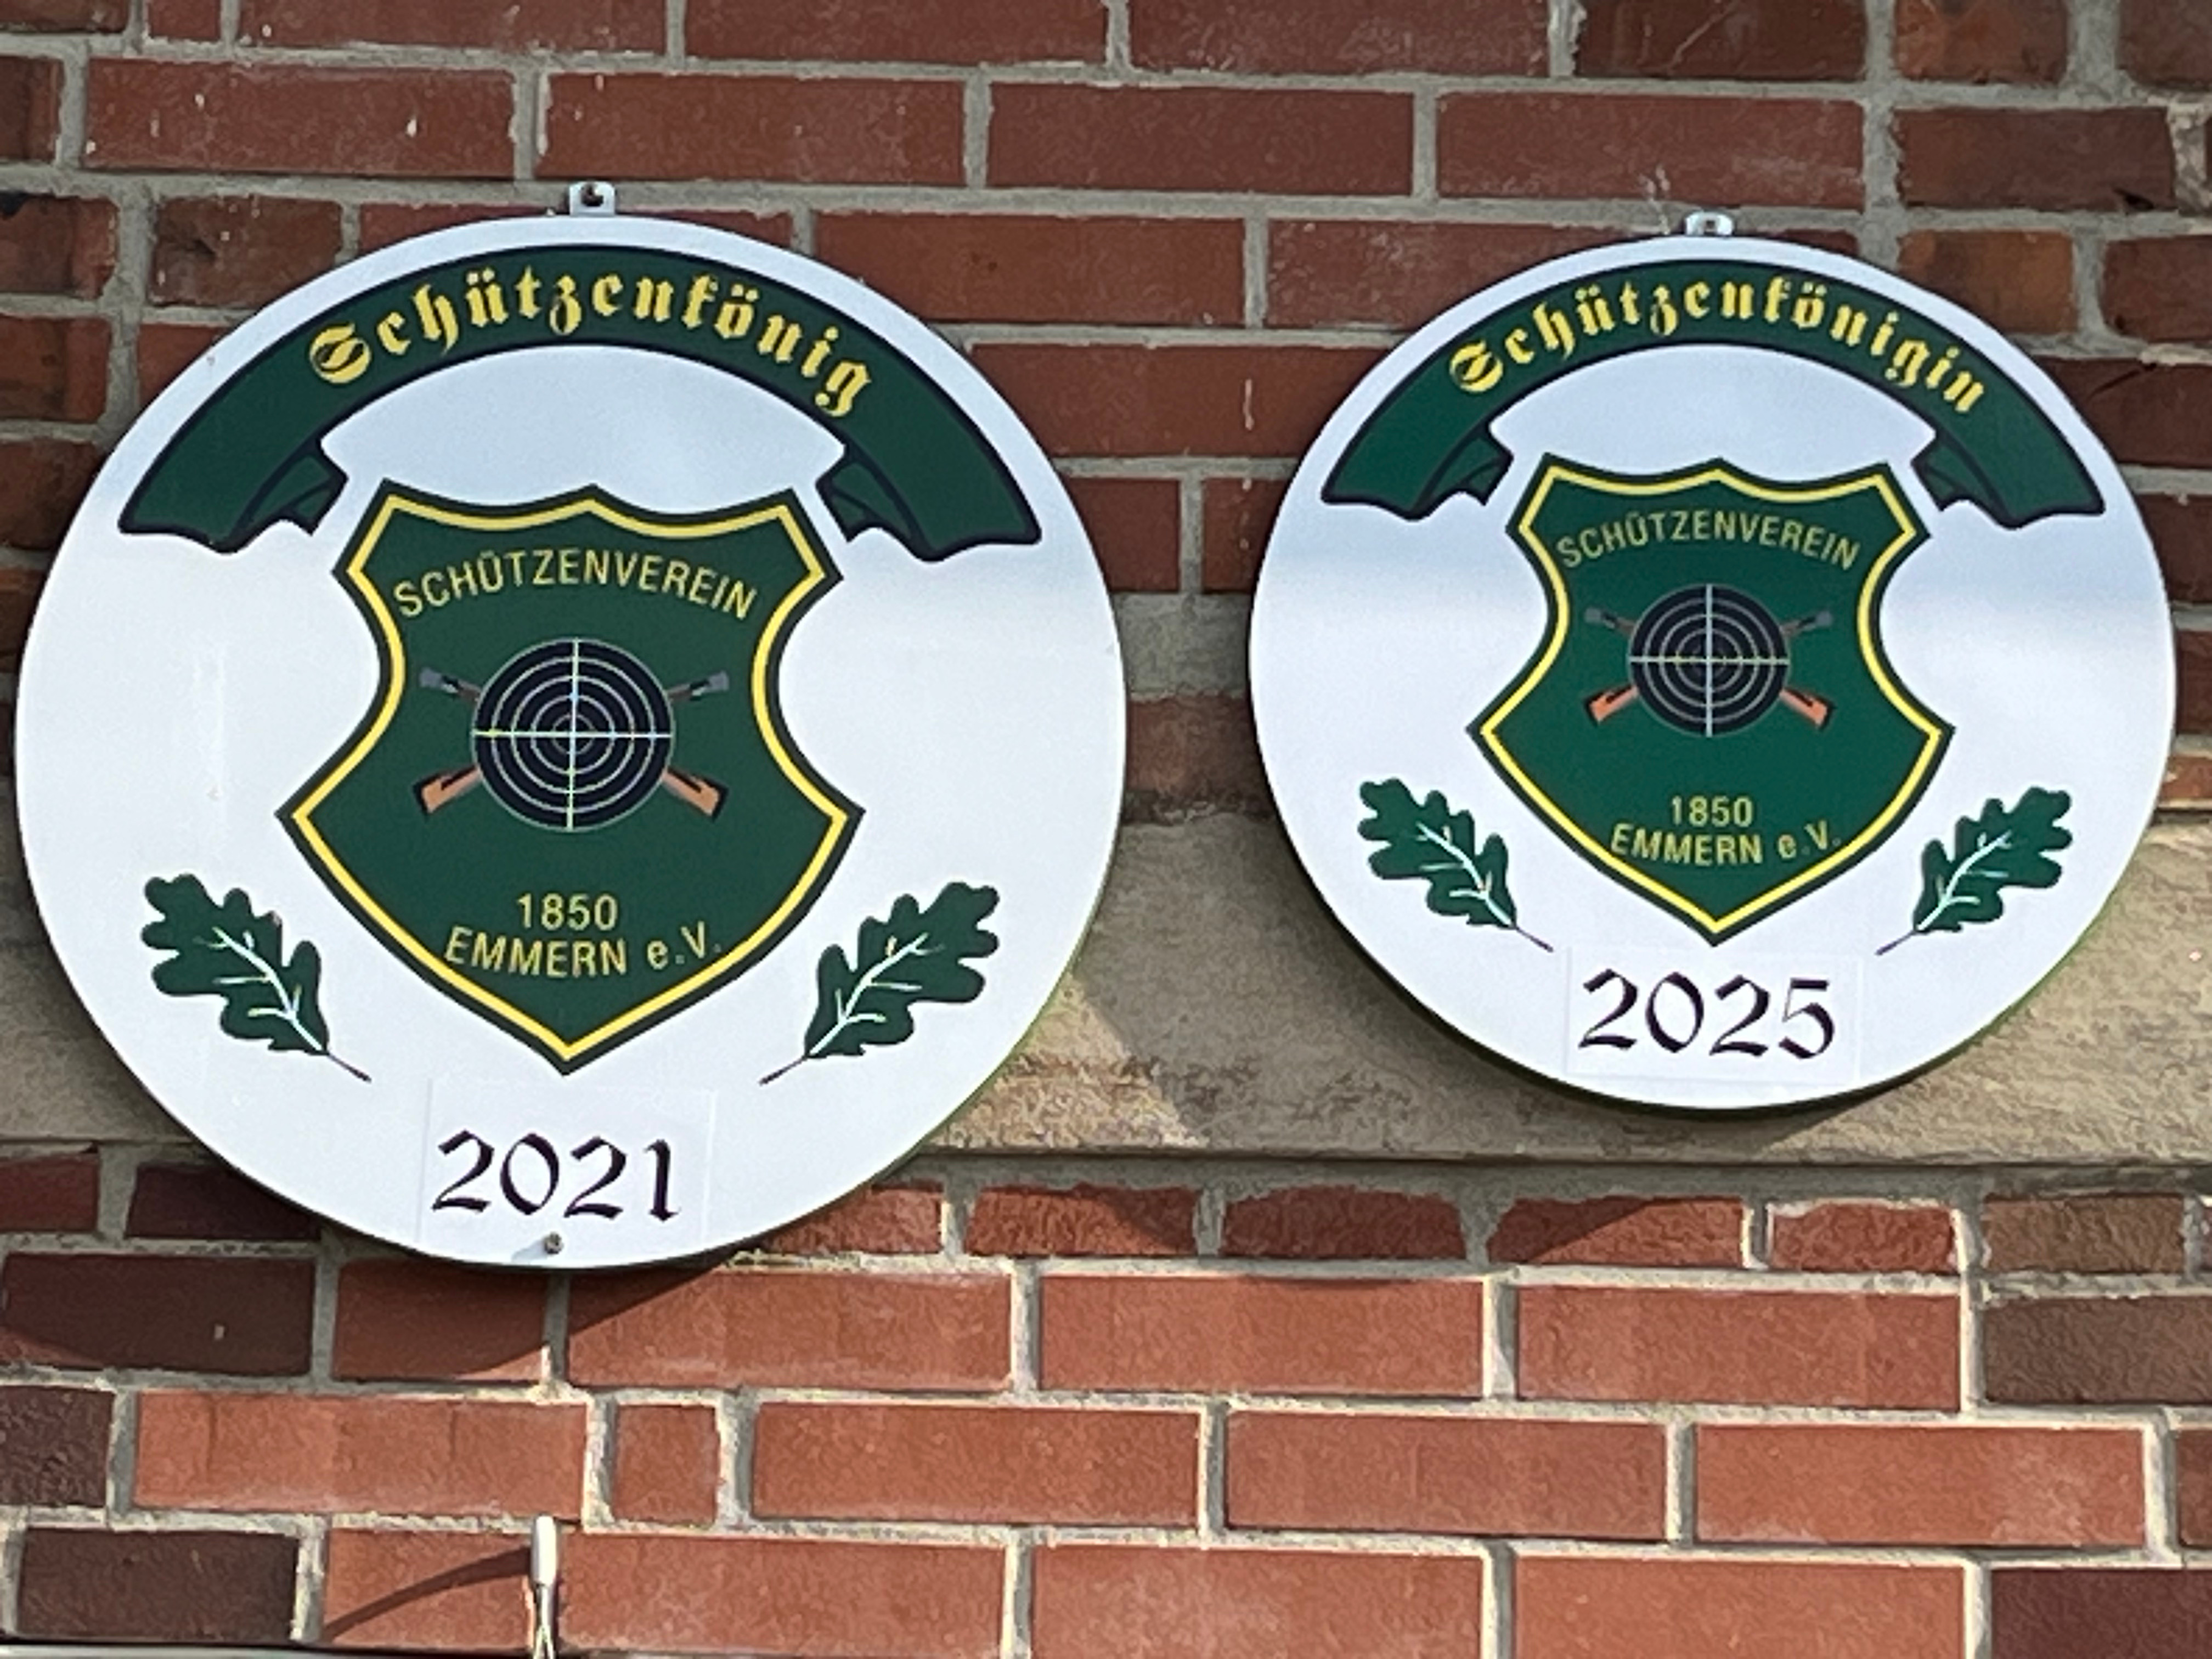 Schützenkönig
SCHÜTZENVEREIN
1850
EMMERN e.V.
2021
Schützenkönigin
SCHÜTZENVEREIN
1850
EMMERN e.V.
2025